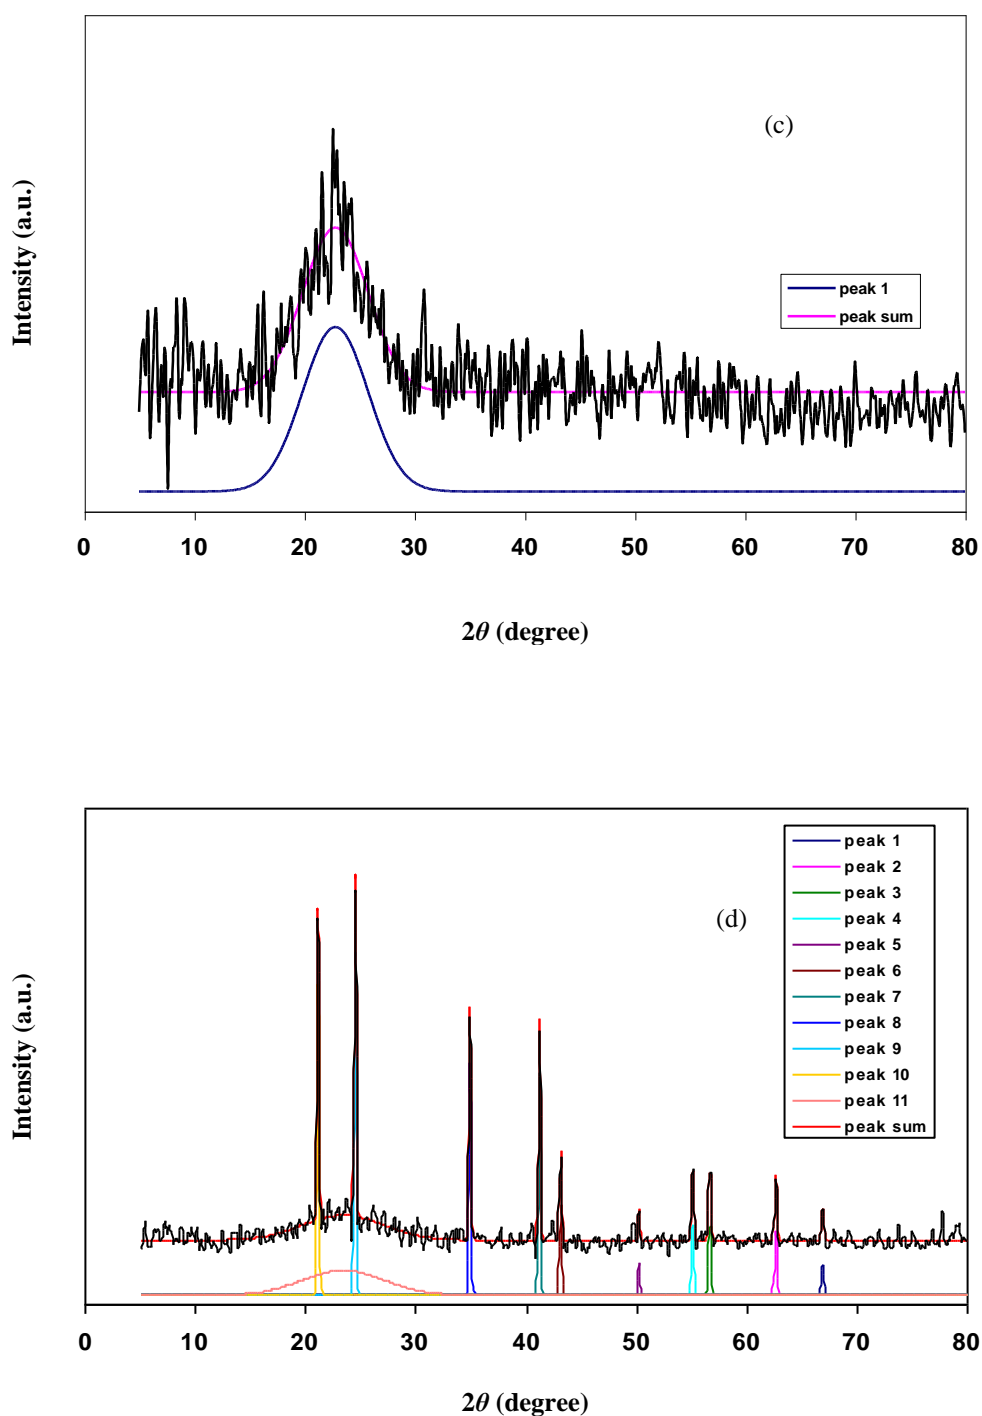 (c)
Intensity (a.u.)
peak 1
peak sum
0 10 20 30 40 50 60 70 80
2θ (degree)
peak 1
peak 2
peak 3
(d)
peak 4
peak 5
peak 6
Intensity (a.u.)
peak 7
peak 8
peak 9
peak 10
peak 11
peak sum
0 10 20 30 40 50 60 70 80
2θ (degree)